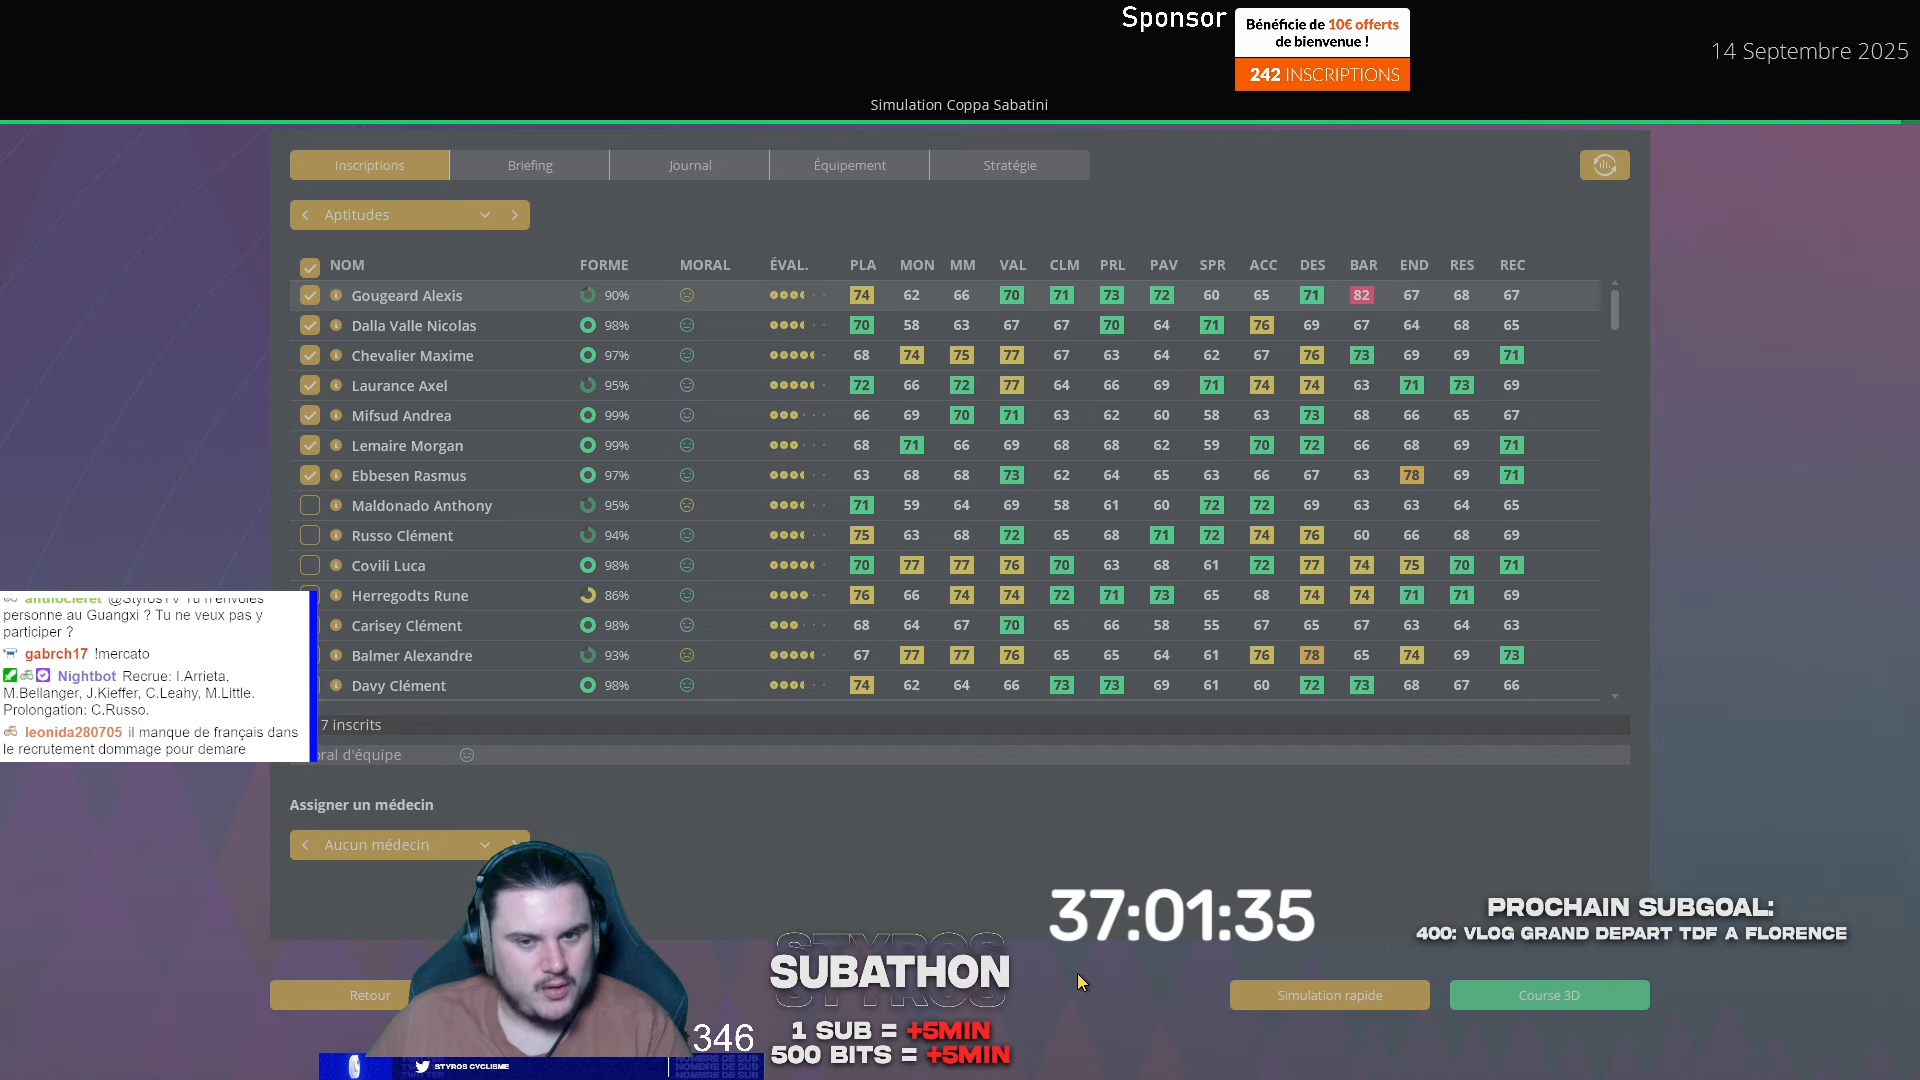 Sponsor
Bénéficie de 10€ offerts
de bienvenue !
242 INSCRIPTIONS
14 Septembre 2025
Simulation Coppa Sabatini
Inscriptions Briefing Journal Équipement Stratégie
Aptitudes
NOM FORME MORAL ÉVAL. PLA MON MM VAL CLM PRL PAV SPR ACC DES BAR END RES REC
Gougeard Alexis 90% 74 62 66 70 71 73 72 60 65 71 82 67 68 67
Dalla Valle Nicolas 98% 70 58 63 67 67 70 64 71 76 69 67 64 68 65
Chevalier Maxime 97% 68 74 75 77 67 63 64 62 67 76 73 69 69 71
Laurance Axel 95% 72 66 72 77 64 66 69 71 74 74 63 71 73 69
Mifsud Andrea 99% 66 69 70 71 63 62 60 58 63 73 68 66 65 67
Lemaire Morgan 99% 68 71 66 69 68 68 62 59 70 72 66 68 69 71
Ebbesen Rasmus 97% 63 68 68 73 62 64 65 63 66 67 63 78 69 71
Maldonado Anthony 95% 71 59 64 69 58 61 60 72 72 69 63 63 64 65
Russo Clément 94% 75 63 68 72 65 68 71 72 74 76 60 66 68 69
Covili Luca 98% 70 77 77 76 70 63 68 61 72 77 74 75 70 71
Herregodts Rune 86% 76 66 74 74 72 71 73 65 68 74 74 71 71 69
Carisey Clément 98% 68 64 67 70 65 66 58 55 67 65 67 63 64 63
Balmer Alexandre 93% 67 77 77 76 65 65 64 61 76 78 65 74 69 73
Davy Clément 98% 74 62 64 66 73 73 69 61 60 72 73 68 67 66
7 inscrits
oral d'équipe
@StyrosTV Tu n'envoies
personne au Guangxi ? Tu ne veux pas y
participer ?
gabrch17 !mercato
Nightbot Recrue: I.Arrieta,
M.Bellanger, J.Kieffer, C.Leahy, M.Little.
Prolongation: C.Russo.
leonida280705 il manque de français dans
le recrutement dommage pour demare
Assigner un médecin
Aucun médecin
37:01:35
PROCHAIN SUBGOAL:
400: VLOG GRAND DEPART TDF A FLORENCE
STYROS
SUBATHON
STYROS
1 SUB = +5MIN
500 BITS = +5MIN
Retour
Simulation rapide
Course 3D
346
NOMBRE DE SUB
STYROS CYCLISME